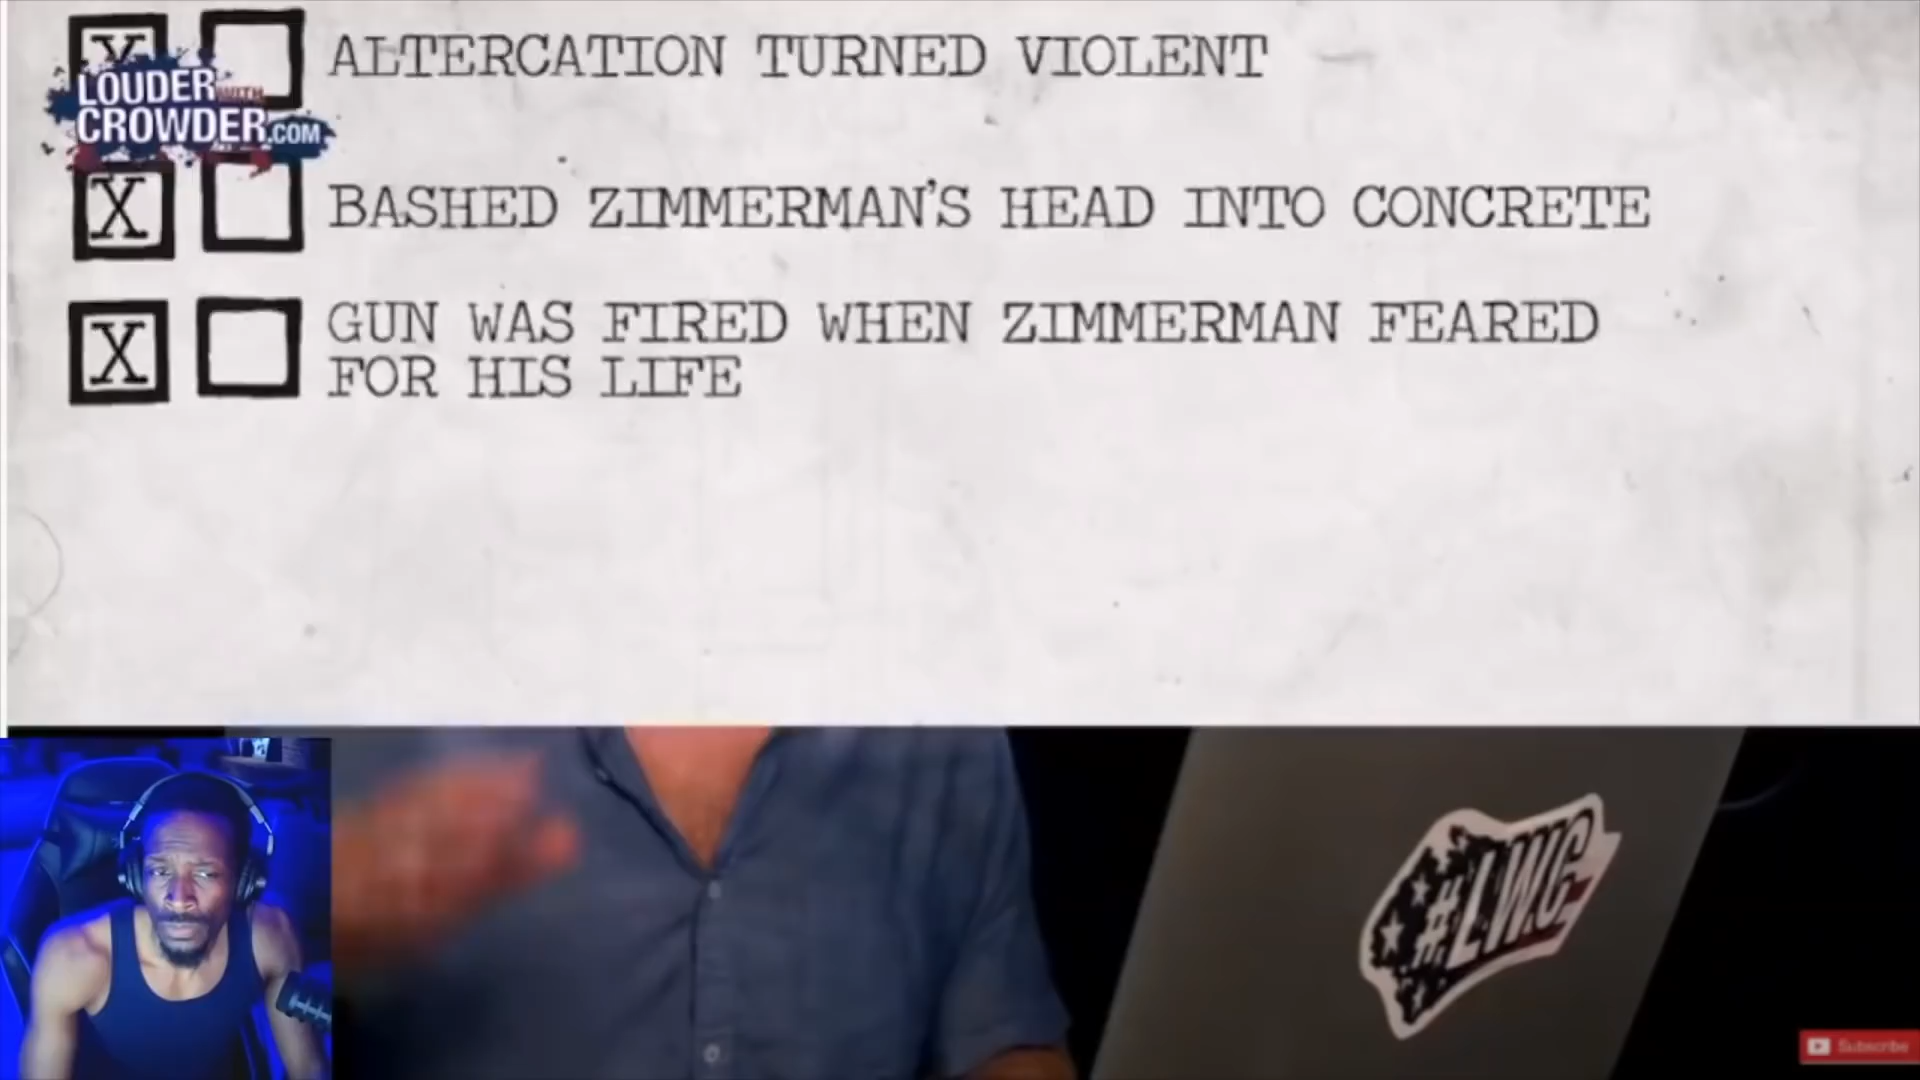 X
ALTERCATION TURNED VIOLENT
LOUDER WITH
CROWDER.COM
X
BASHED ZIMMERMAN'S HEAD INTO CONCRETE
X
GUN WAS FIRED WHEN ZIMMERMAN FEARED
FOR HIS LIFE
#LWC
Subscribe